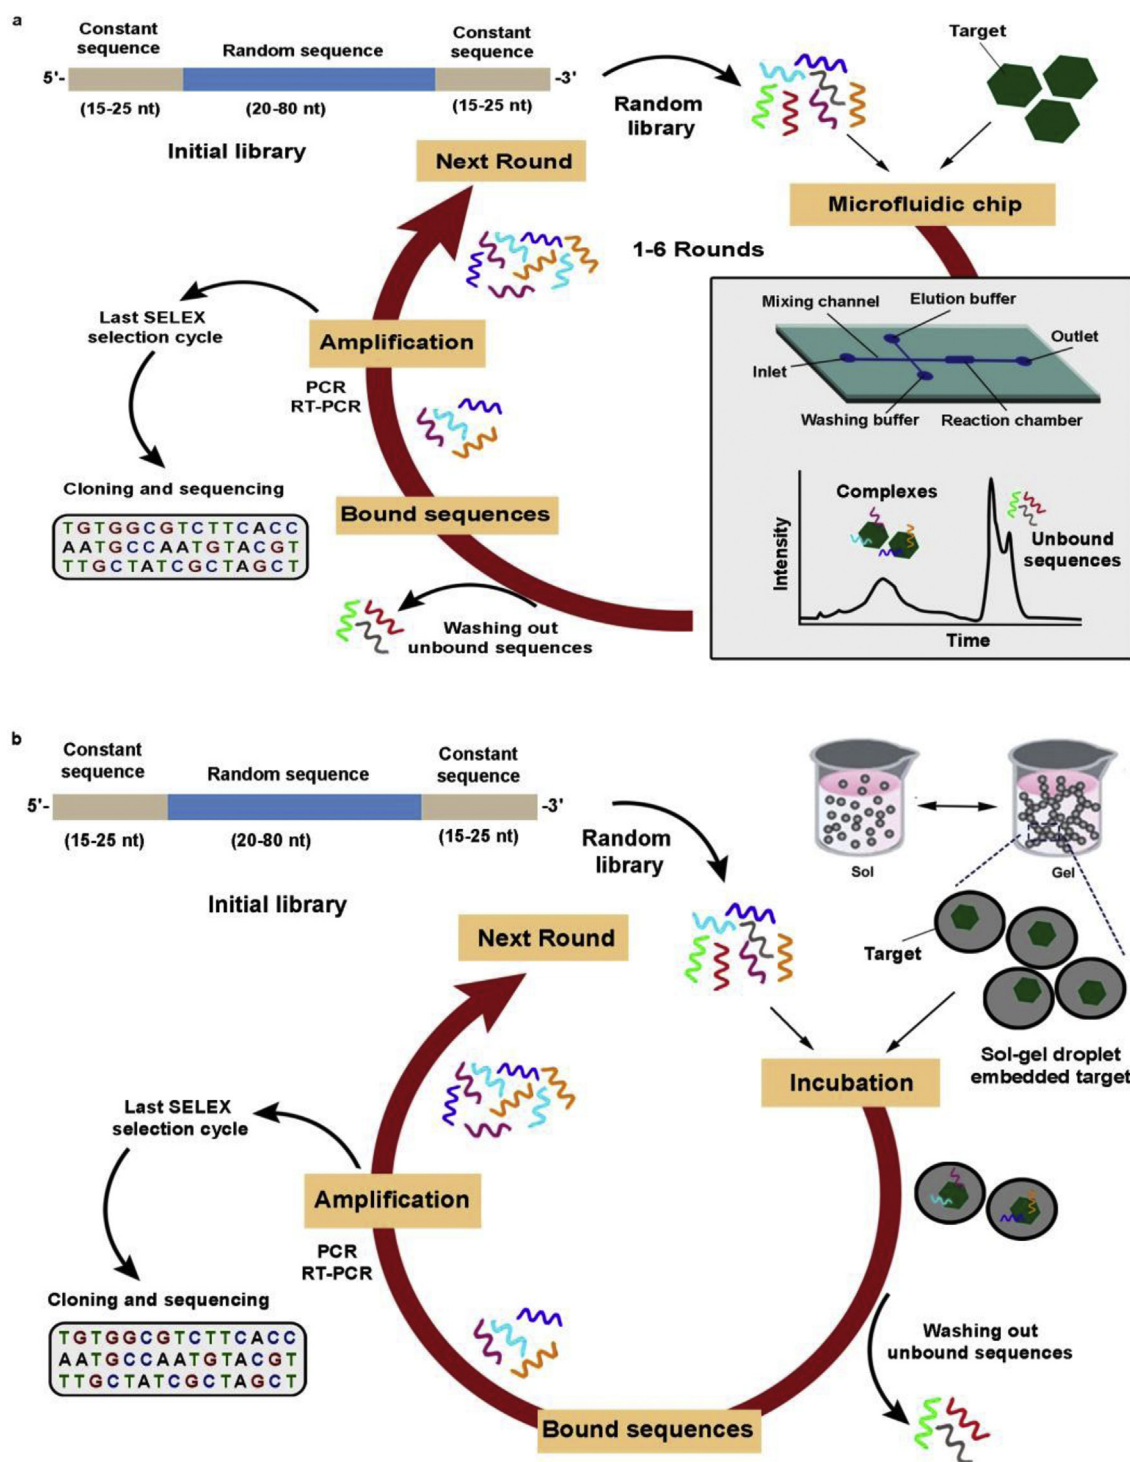 a
Constant
sequence
Random sequence
Constant
sequence
5'-
-3'
(15-25 nt)
(20-80 nt)
(15-25 nt)
Initial library
Random
library
Target
Next Round
Microfluidic chip
1-6 Rounds
Mixing channel
Elution buffer
Outlet
Inlet
Washing buffer
Reaction chamber
Last SELEX
selection cycle
Amplification
PCR
RT-PCR
Cloning and sequencing
TGTGGCGTCTTCACC
AATGCCAATGTACGT
TTGCTATCGCTAGCT
Bound sequences
Complexes
Unbound
sequences
Intensity
Time
Washing out
unbound sequences
b
Constant
sequence
Random sequence
Constant
sequence
5'-
-3'
(15-25 nt)
(20-80 nt)
(15-25 nt)
Initial library
Random
library
Sol
Gel
Next Round
Target
Sol-gel droplet
embedded target
Incubation
Last SELEX
selection cycle
Amplification
PCR
RT-PCR
Cloning and sequencing
TGTGGCGTCTTCACC
AATGCCAATGTACGT
TTGCTATCGCTAGCT
Washing out
unbound sequences
Bound sequences